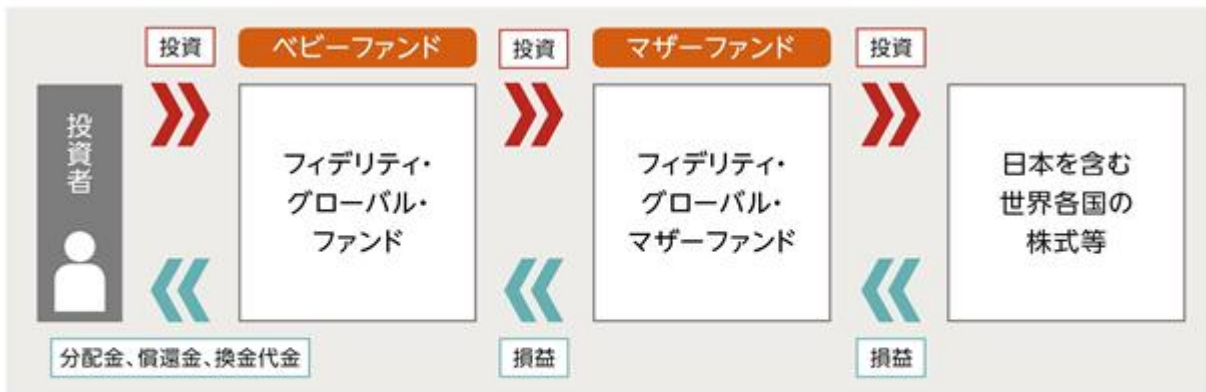 投資
ベビーファンド
投資
マザーファンド
投資
投資者
フィデリティ・
グローバル・
ファンド
フィデリティ・
グローバル・
マザーファンド
日本を含む
世界各国の
株式等
分配金、償還金、換金代金
損益
損益